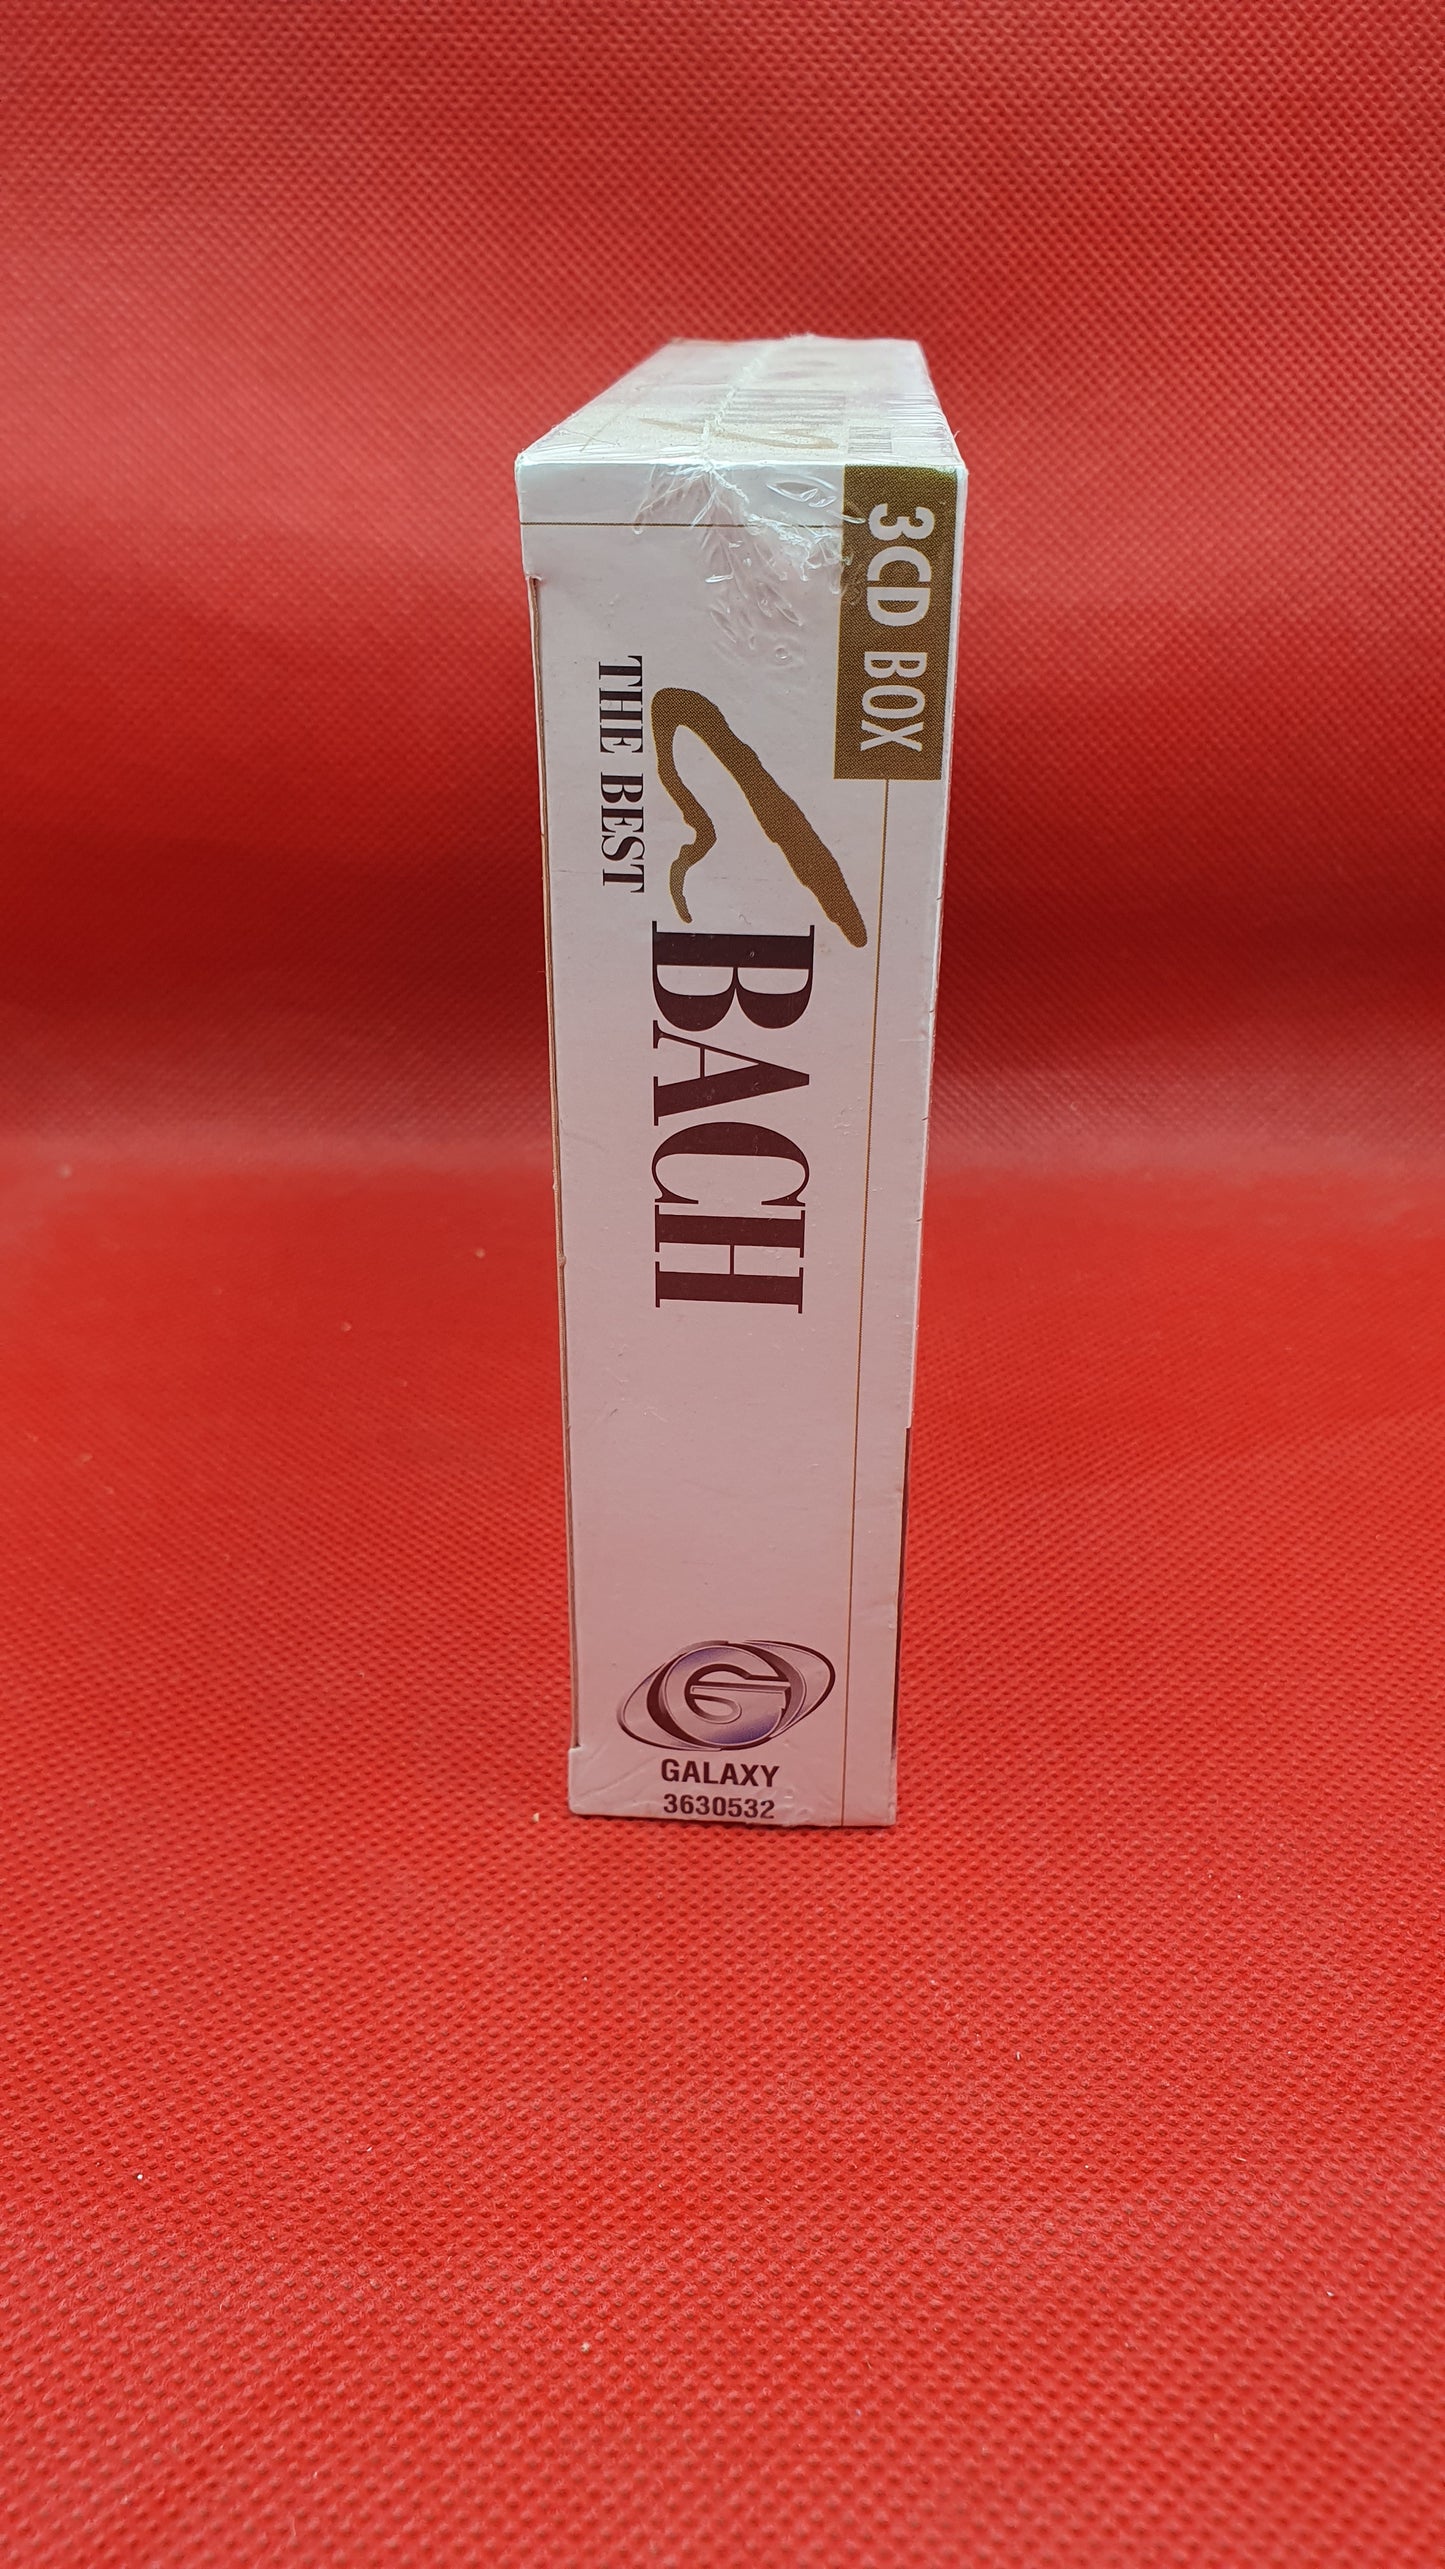 3CD BOX
THE BEST
BACH
GALAXY
3630532